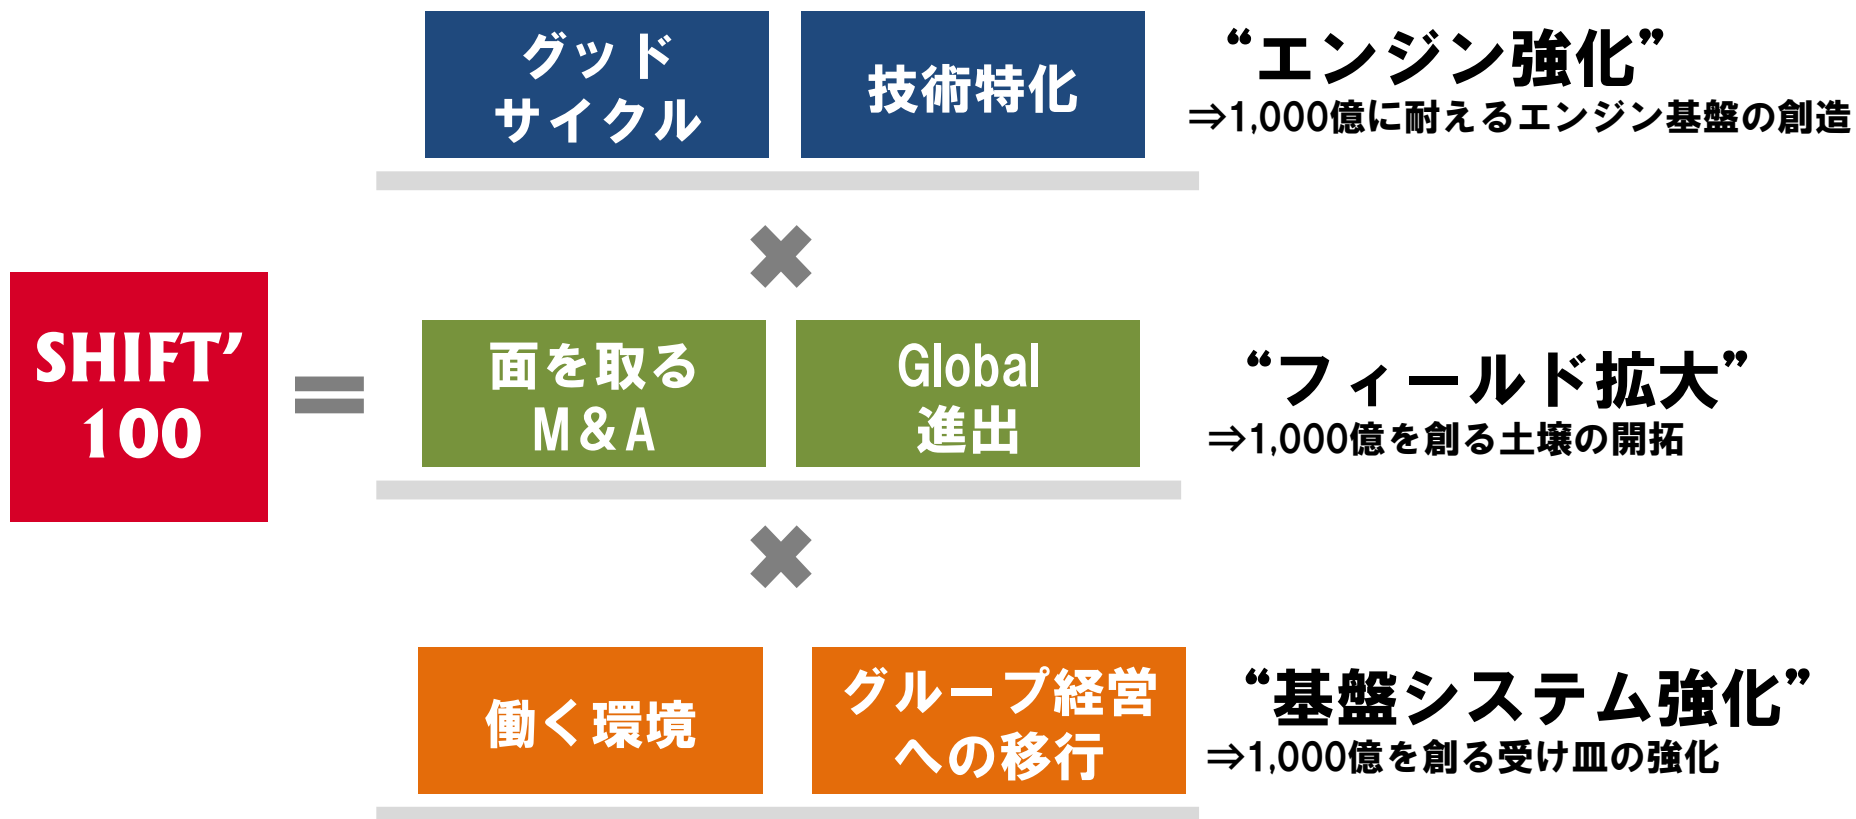 グッド
サイクル
技術特化
“エンジン強化”
⇒1,000億に耐えるエンジン基盤の創造
×
SHIFT’
100
=
面を取る
M&A
Global
進出
“フィールド拡大”
⇒1,000億を創る土壌の開拓
×
働く環境
グループ経営
への移行
“基盤システム強化”
⇒1,000億を創る受け皿の強化